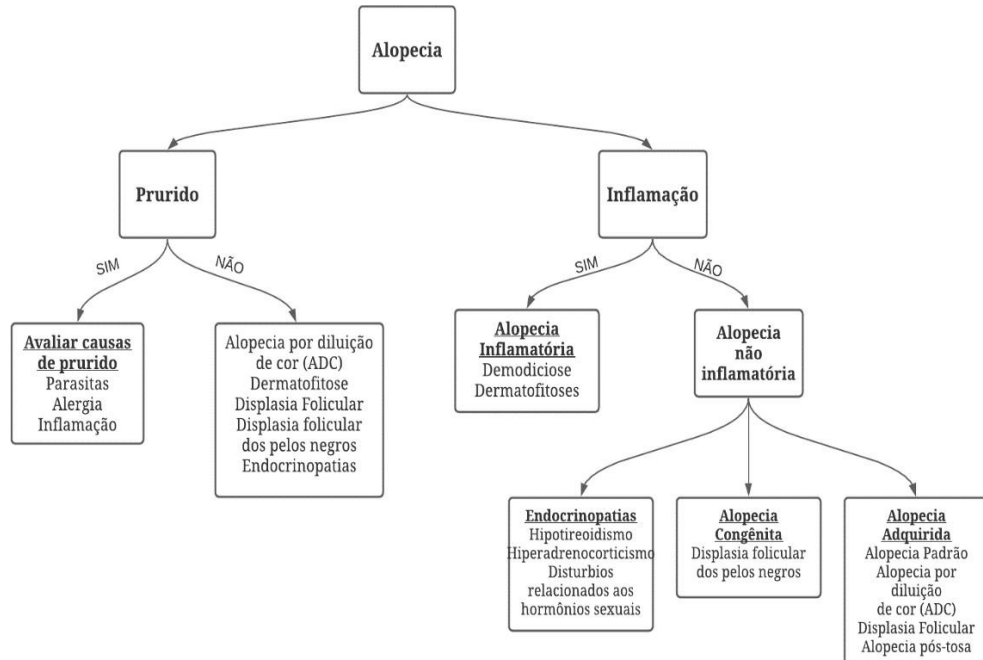 Alopecia
Prurido
Inflamação
SIM
NÃO
SIM
NÃO
Avaliar causas
de prurido
Parasitas
Alergia
Inflamação
Alopecia por diluição
de cor (ADC)
Dermatofitose
Displasia Folicular
Displasia folicular
dos pelos negros
Endocrinopatias
Alopecia
Inflamatória
Demodiciose
Dermatofitoses
Alopecia
não
inflamatória
Endocrinopatias
Hipotireoidismo
Hiperadrenocorticismo
Disturbios
relacionados aos
hormônios sexuais
Alopecia
Congênita
Displasia folicular
dos pelos negros
Alopecia
Adquirida
Alopecia Padrão
Alopecia por
diluição
de cor (ADC)
Displasia Folicular
Alopecia pós-tosa